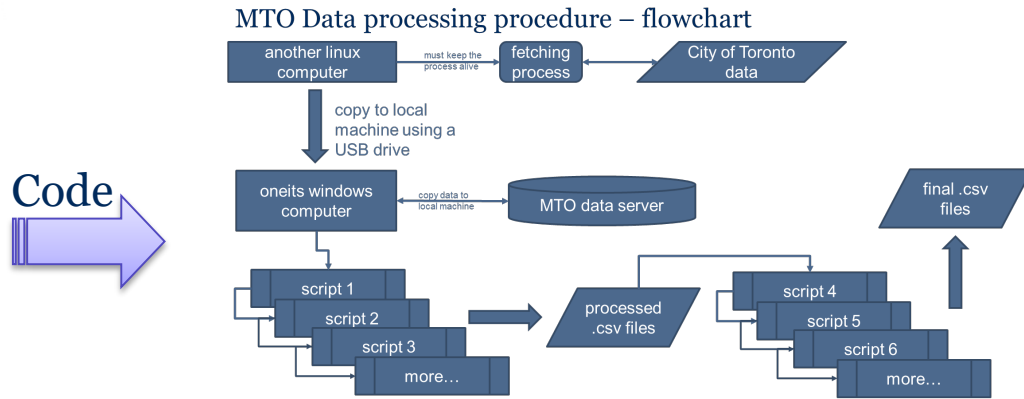 MTO Data processing procedure – flowchart
another linux
computer
must keep the
process alive
fetching
process
City of Toronto
data
copy to local
machine using a
USB drive
Code
oneits windows
computer
copy data to
local machine
MTO data server
final .csv
files
script 1
script 2
script 3
more…
processed
.csv files
script 4
script 5
script 6
more…